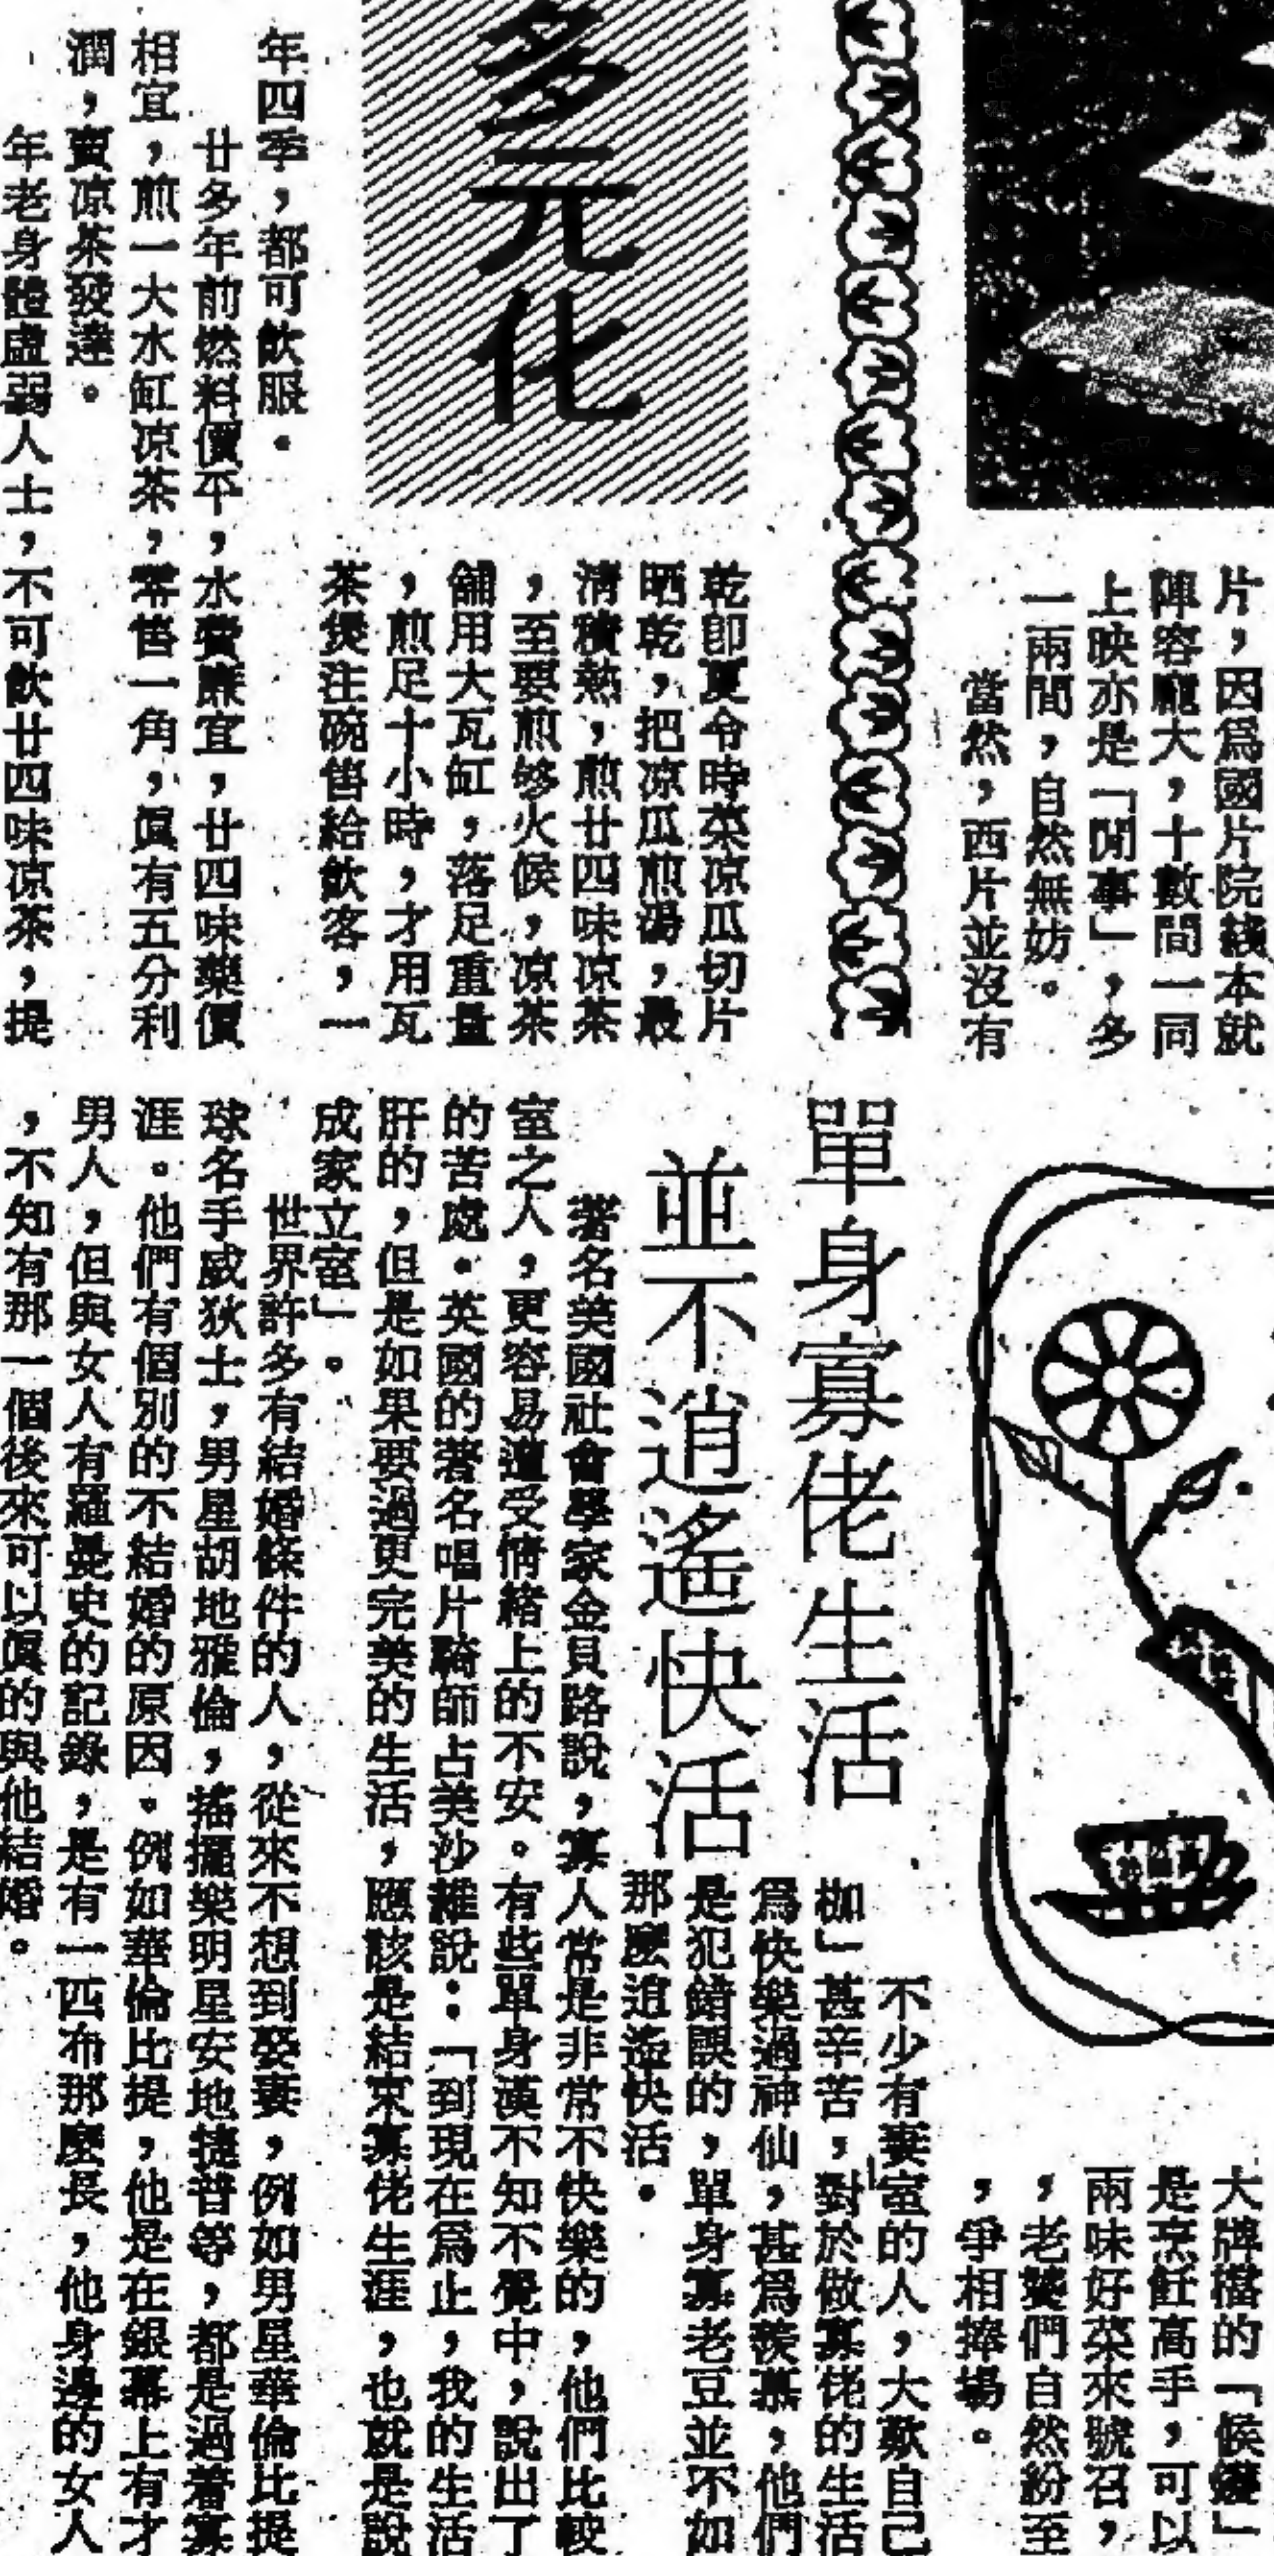 片，因爲國片院綫本就
陣容龐大，十數間一同
上映亦是「閒事」，多
一兩間，自然無妨。
當然，西片並沒有
多元化
乾卽夏令時菜凉瓜切片
晒乾，把凉瓜煎湯，最
清積熱，煎廿四味凉茶
，至要煎够火候，凉茶
舖用大瓦缸，落足重量
，煎足十小時，才用瓦
茶煲注碗售給飲客，一
年四季，都可飲服。
廿多年前燃料價平，水費廉宜，廿四味藥價
相宜，煎一大水缸凉茶，零售一角，眞有五分利
潤，賣凉茶發達。
年老身體虛弱人士，不可飲廿四味凉茶，提
大牌檔的「候鑊」
是烹飪高手，可以
兩味好菜來號召，
，老饕們自然紛至
，爭相捧場。
單身寡佬生活
並不逍遙快活
不少有妻室的人，大歎自己
枷」甚辛苦，對於做寡佬的生活
爲快樂過神仙，甚爲羨慕，他們
是犯錯誤的，單身寡老豆並不如
那麼逍遙快活。
著名美國社會學家金貝路說，寡人常是非常不快樂的，他們比較
室之人，更容易遭受情緒上的不安。有些單身漢不知不覺中，說出了
的苦處。英國的著名唱片騎師占美沙雜說：「到現在爲止，我的生活
肝的，但是如果要過更完美的生活，應該是結束寡佬生涯，也就是說
成家立室」。
世界許多有結婚條件的人，從來不想到娶妻，例如男星華倫比提
球名手威狄士，男星胡地雅倫，搖擺樂明星安地捷普等，都是過着寡
涯。他們有個別的不結婚的原因。例如華倫比提，他是在銀幕上有才
男人，但與女人有羅曼史的記錄，是有一匹布那麼長，他身邊的女人
，不知有那一個後來可以眞的與他結婚。